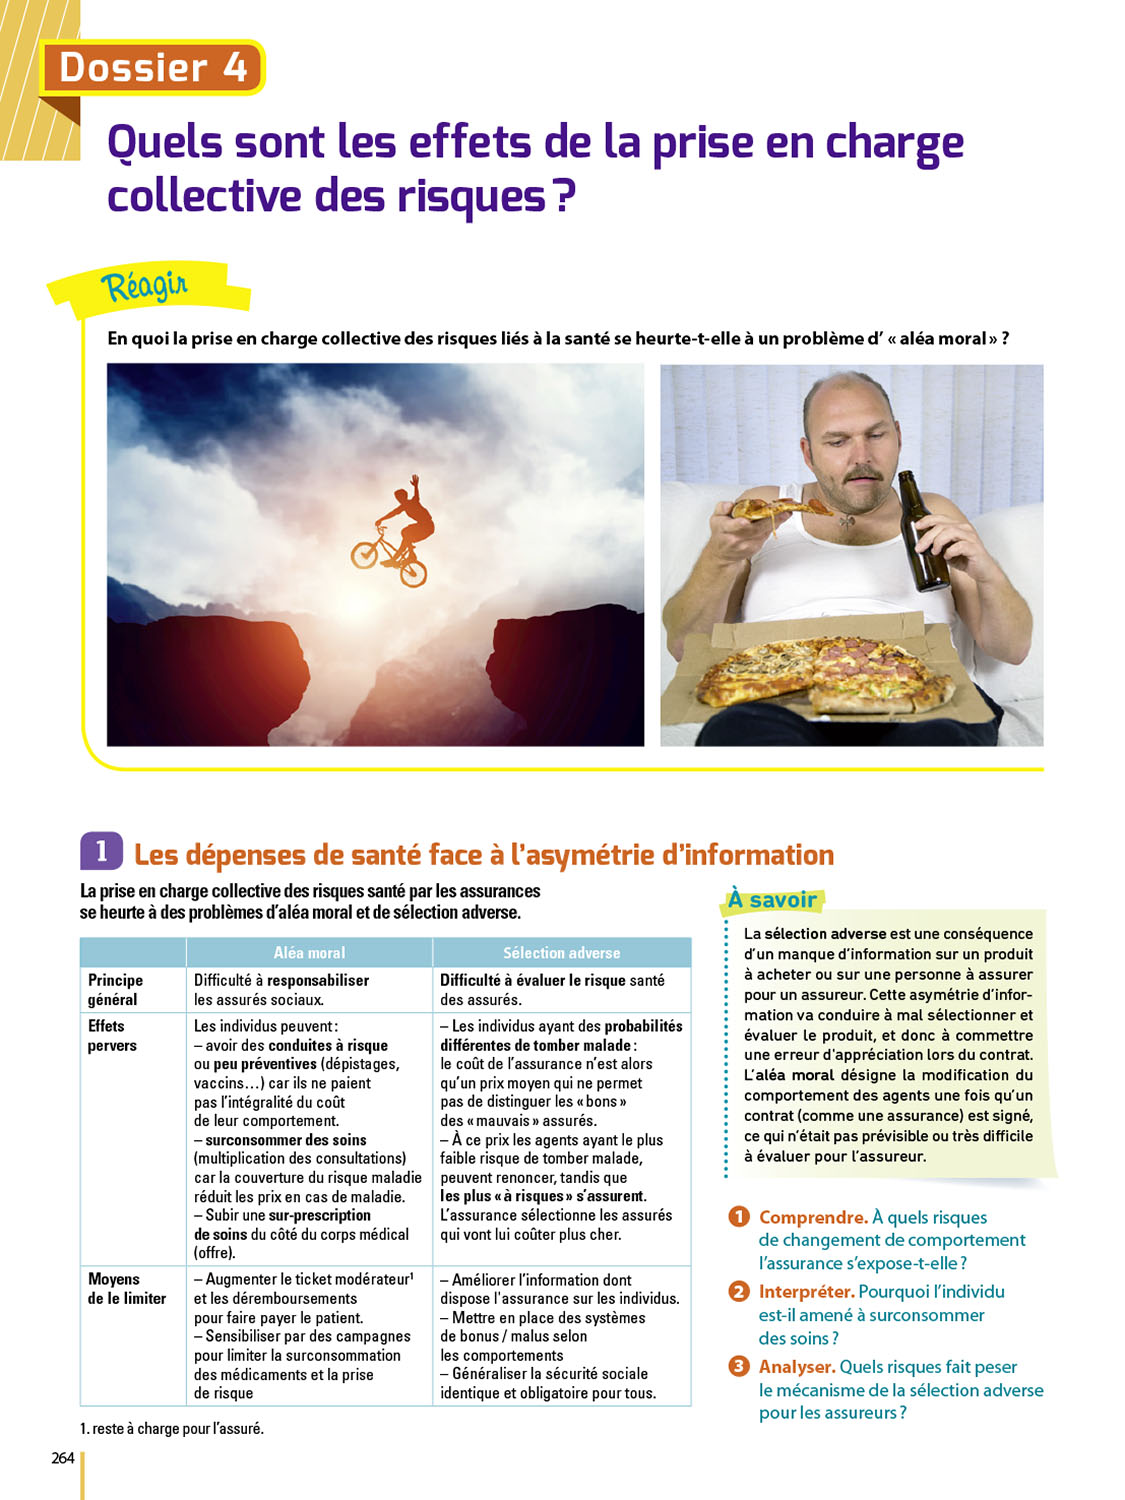 Dossier 4
Quels sont les effets de la prise en charge
collective des risques ?
Réagir
En quoi la prise en charge collective des risques liés à la santé se heurte-t-elle à un problème d’ « aléa moral » ?
1 Les dépenses de santé face à l’asymétrie d’information
La prise en charge collective des risques santé par les assurances
se heurte à des problèmes d’aléa moral et de sélection adverse.
Aléa moral
Sélection adverse
Principe
général
Difficulté à responsabiliser
les assurés sociaux.
Difficulté à évaluer le risque santé
des assurés.
Effets
pervers
Les individus peuvent :
– avoir des conduites à risque
ou peu préventives (dépistages,
vaccins…) car ils ne paient
pas l’intégralité du coût
de leur comportement.
– surconsommer des soins
(multiplication des consultations)
car la couverture du risque maladie
réduit les prix en cas de maladie.
– Subir une sur-prescription
de soins du côté du corps médical
(offre).
– Les individus ayant des probabilités
différentes de tomber malade :
le coût de l’assurance n’est alors
qu’un prix moyen qui ne permet
pas de distinguer les « bons »
des « mauvais » assurés.
– À ce prix les agents ayant le plus
faible risque de tomber malade,
peuvent renoncer, tandis que
les plus « à risques » s’assurent.
L’assurance sélectionne les assurés
qui vont lui coûter plus cher.
Moyens
de le limiter
– Augmenter le ticket modérateur¹
et les déremboursements
pour faire payer le patient.
– Sensibiliser par des campagnes
pour limiter la surconsommation
des médicaments et la prise
de risque
– Améliorer l’information dont
dispose l'assurance sur les individus.
– Mettre en place des systèmes
de bonus / malus selon
les comportements
– Généraliser la sécurité sociale
identique et obligatoire pour tous.
1. reste à charge pour l’assuré.
À savoir
La sélection adverse est une conséquence
d’un manque d’information sur un produit
à acheter ou sur une personne à assurer
pour un assureur. Cette asymétrie d’infor-
mation va conduire à mal sélectionner et
évaluer le produit, et donc à commettre
une erreur d'appréciation lors du contrat.
L’aléa moral désigne la modification du
comportement des agents une fois qu’un
contrat (comme une assurance) est signé,
ce qui n’était pas prévisible ou très difficile
à évaluer pour l’assureur.
1 Comprendre. À quels risques
de changement de comportement
l’assurance s’expose-t-elle ?
2 Interpréter. Pourquoi l’individu
est-il amené à surconsommer
des soins ?
3 Analyser. Quels risques fait peser
le mécanisme de la sélection adverse
pour les assureurs ?
264